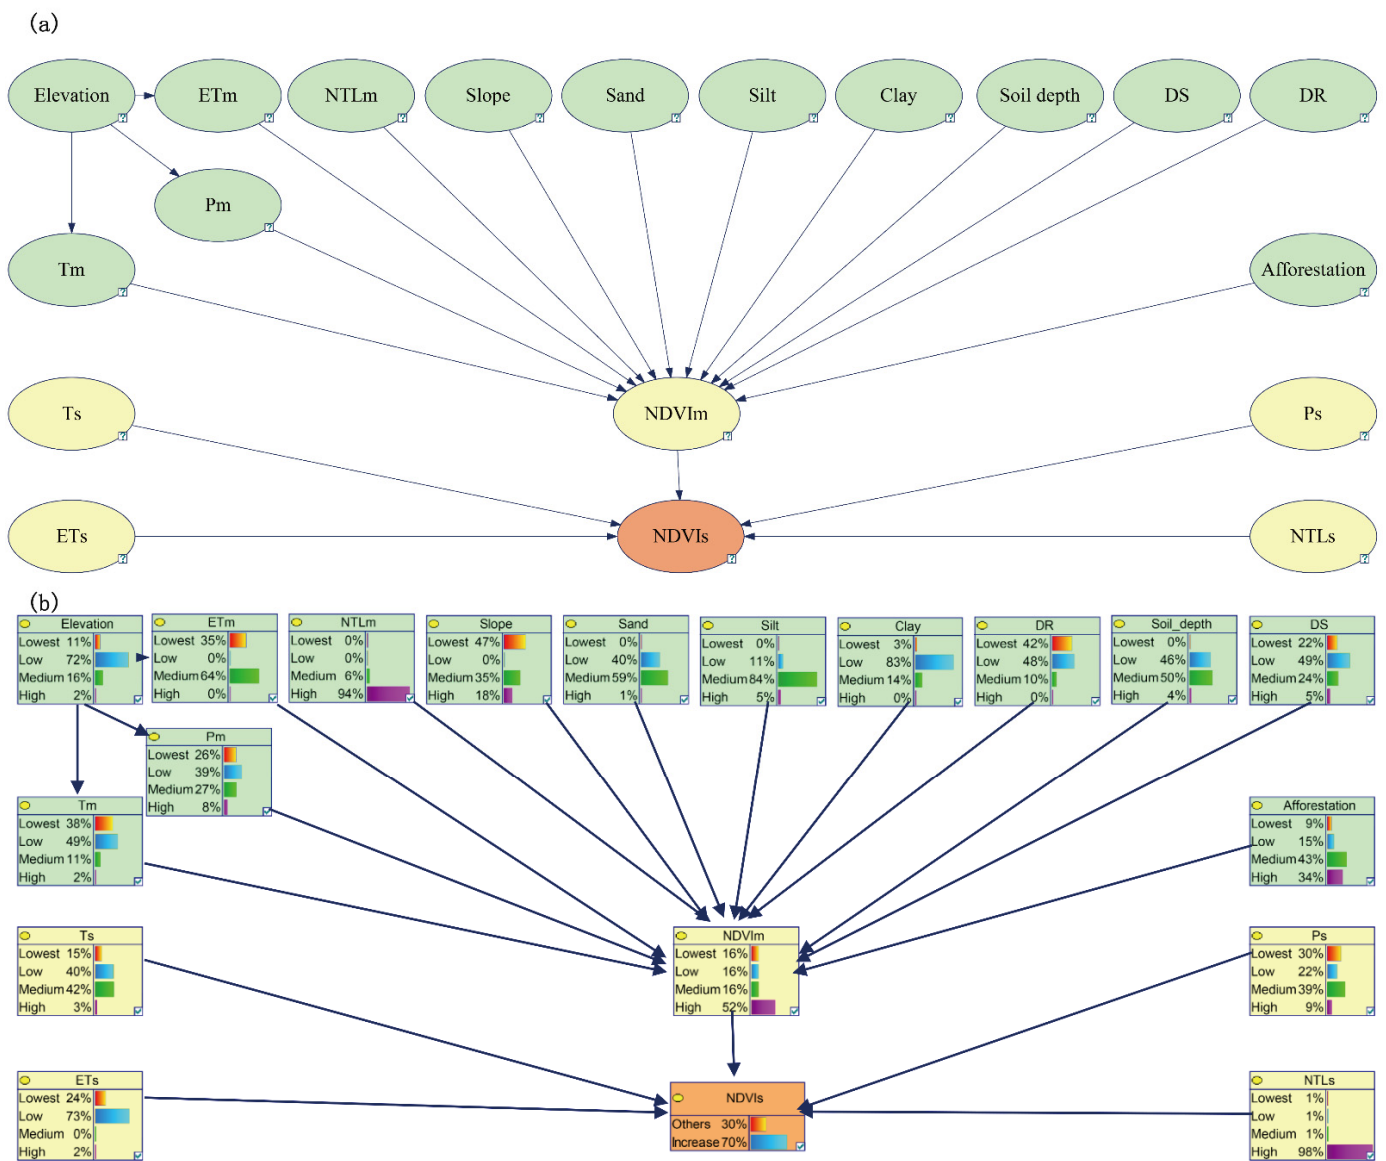 (a)
Elevation
ETm
NTLm
Slope
Sand
Silt
Clay
Soil depth
DS
DR
Pm
Tm
Afforestation
Ts
NDVIm
Ps
ETs
NDVIs
NTLs
(b)
Elevation
Lowest 11%
Low 72%
Medium 16%
High 2%
ETm
Lowest 35%
Low 0%
Medium 64%
High 0%
NTLm
Lowest 0%
Low 0%
Medium 6%
High 94%
Slope
Lowest 47%
Low 0%
Medium 35%
High 18%
Sand
Lowest 0%
Low 40%
Medium 59%
High 1%
Silt
Lowest 0%
Low 11%
Medium 84%
High 5%
Clay
Lowest 3%
Low 83%
Medium 14%
High 0%
DR
Lowest 42%
Low 48%
Medium 10%
High 0%
Soil_depth
Lowest 0%
Low 46%
Medium 50%
High 4%
DS
Lowest 22%
Low 49%
Medium 24%
High 5%
Pm
Lowest 26%
Low 39%
Medium 27%
High 8%
Tm
Lowest 38%
Low 49%
Medium 11%
High 2%
Afforestation
Lowest 9%
Low 15%
Medium 43%
High 34%
Ts
Lowest 15%
Low 40%
Medium 42%
High 3%
NDVIm
Lowest 16%
Low 16%
Medium 16%
High 52%
Ps
Lowest 30%
Low 22%
Medium 39%
High 9%
ETs
Lowest 24%
Low 73%
Medium 0%
High 2%
NDVIs
Others 30%
Increase 70%
NTLs
Lowest 1%
Low 1%
Medium 1%
High 98%